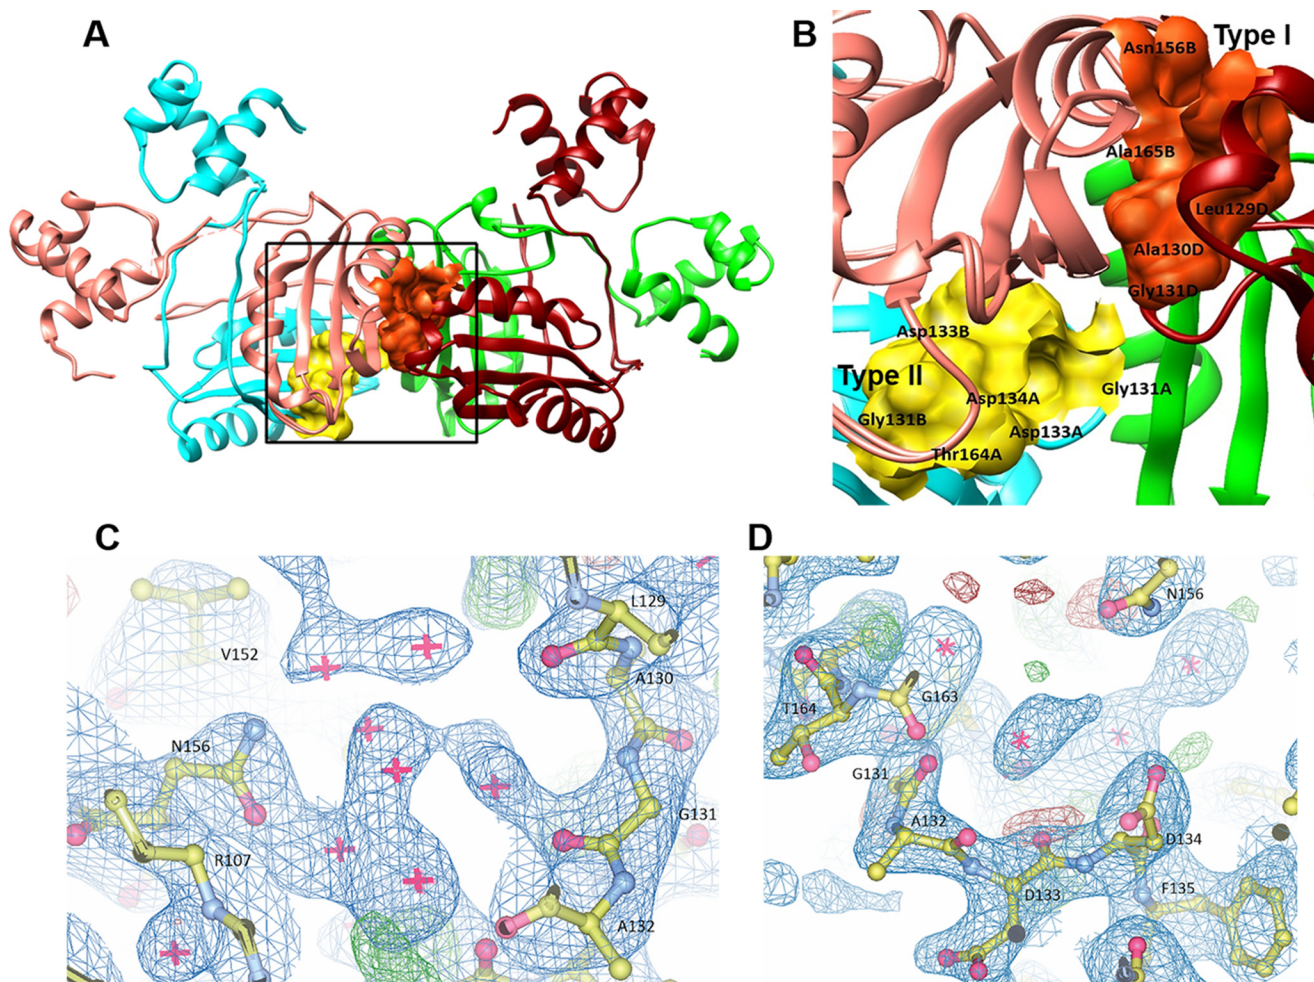 A
B
Asn156B
Type I
Ala165B
Leu129D
Ala130D
Gly131D
Asp133B
Type II
Asp134A
Gly131A
Gly131B
Asp133A
Thr164A
C
D
L129
V152
A130
N156
G131
R107
A132
N156
T164
G163
G131
A132
D134
D133
F135